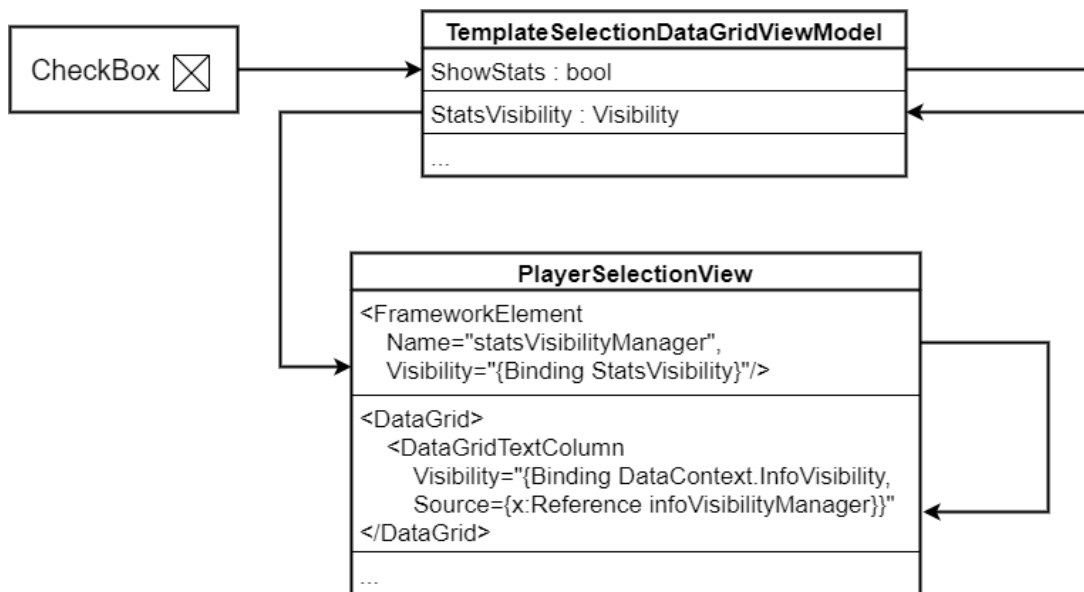 CheckBox
TemplateSelectionDataGridViewModel
ShowStats : bool
StatsVisibility : Visibility
...
PlayerSelectionView
<FrameworkElement
Name="statsVisibilityManager",
Visibility="{Binding StatsVisibility}"/>
<DataGrid>
<DataGridTextColumn
Visibility="{Binding DataContext.InfoVisibility,
Source={x:Reference infoVisibilityManager}}"
</DataGrid>
...